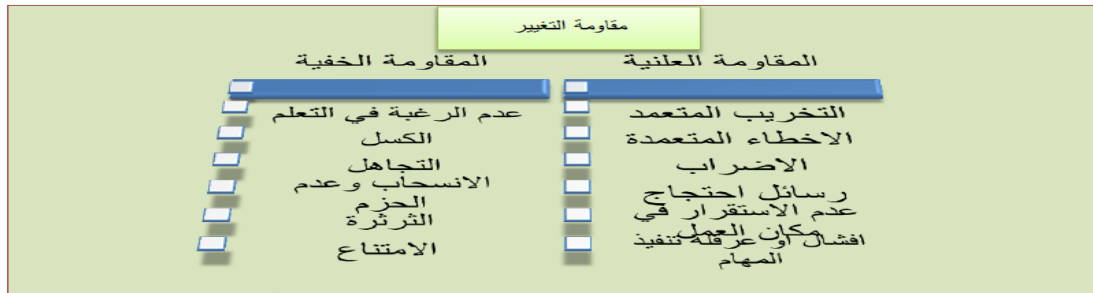 مقاومة التغيير
المقاومة العلنية
التخريب المتعمد
الاخطاء المتعمدة
الاضراب
رسائل احتجاج
عدم الاستقرار في
مكان العمل
افشال او عرقلة تنفيذ
المهام
المقاومة الخفية
عدم الرغبة في التعلم
الكسل
التجاهل
الانسحاب وعدم
الحزم
الثرثرة
الامتناع